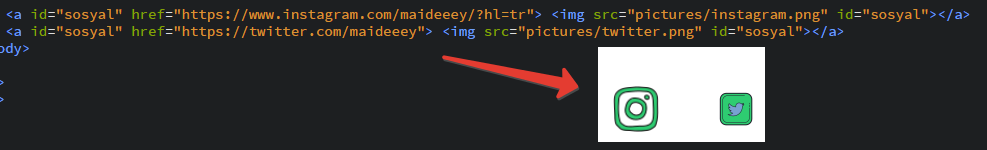 <a id="sosyal" href="https://www.instagram.com/maideeey/?hl=tr"> <img src="pictures/instagram.png" id="sosyal"></a>
<a id="sosyal" href="https://twitter.com/maideeey"> <img src="pictures/twitter.png" id="sosyal"></a>
ody>
>
>